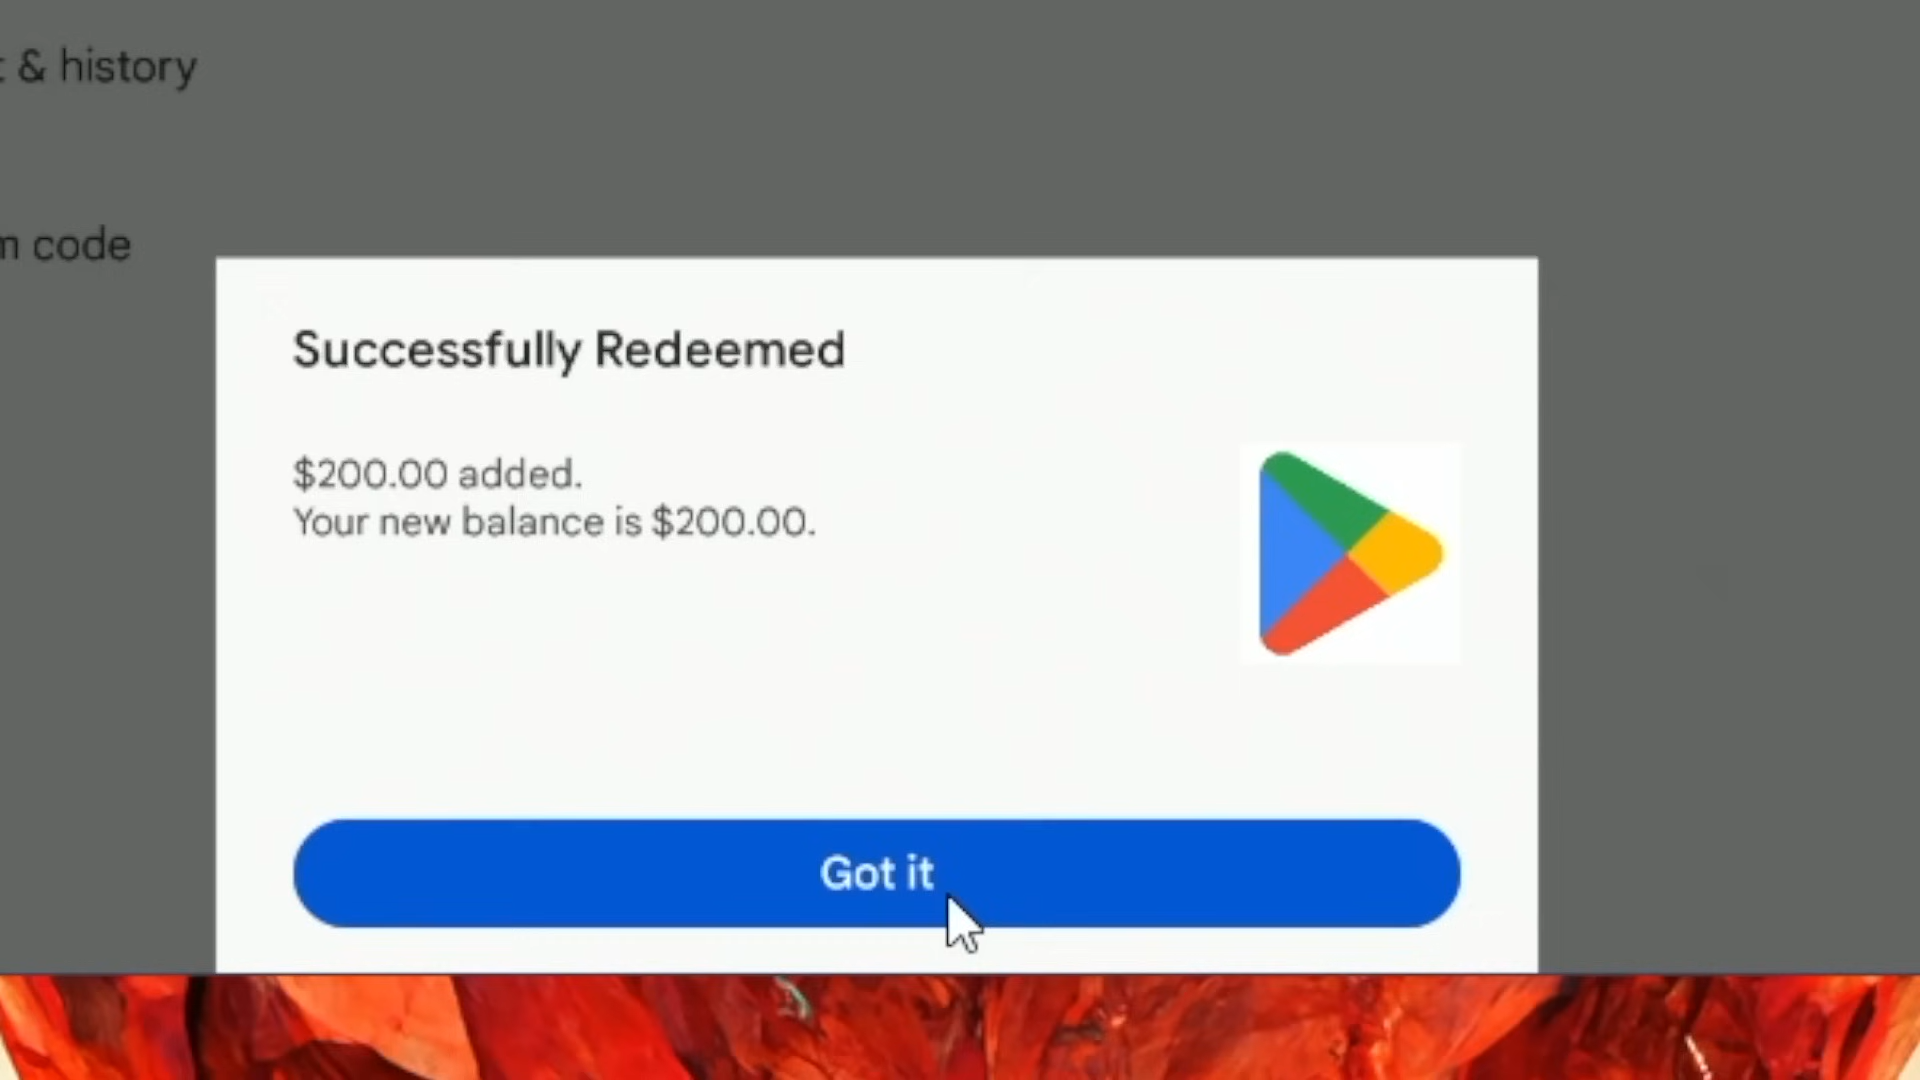 & history
code
Successfully Redeemed
$200.00 added.
Your new balance is $200.00.
Got it